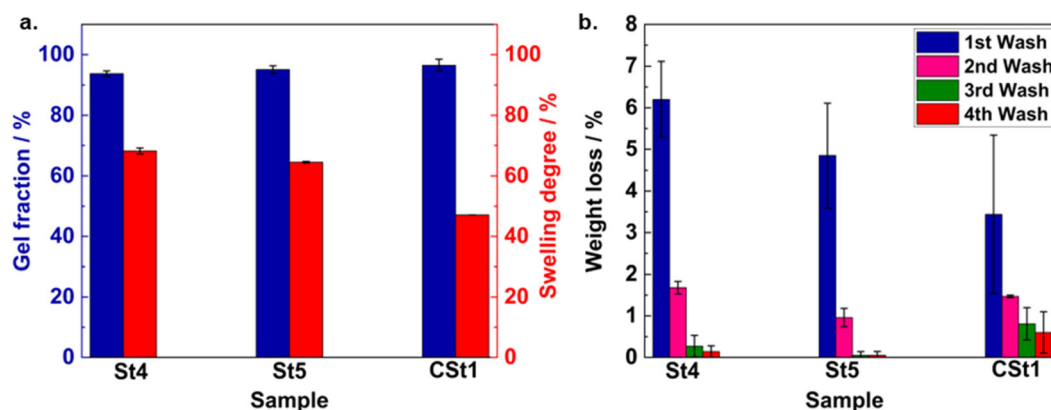 a.
Gel fraction / %
100
80
60
40
20
0
100
80
60
40
20
0
Swelling degree / %
St4 St5 CSt1
Sample
b.
Weight loss / %
8
7
6
5
4
3
2
1
0
1st Wash
2nd Wash
3rd Wash
4th Wash
St4 St5 CSt1
Sample